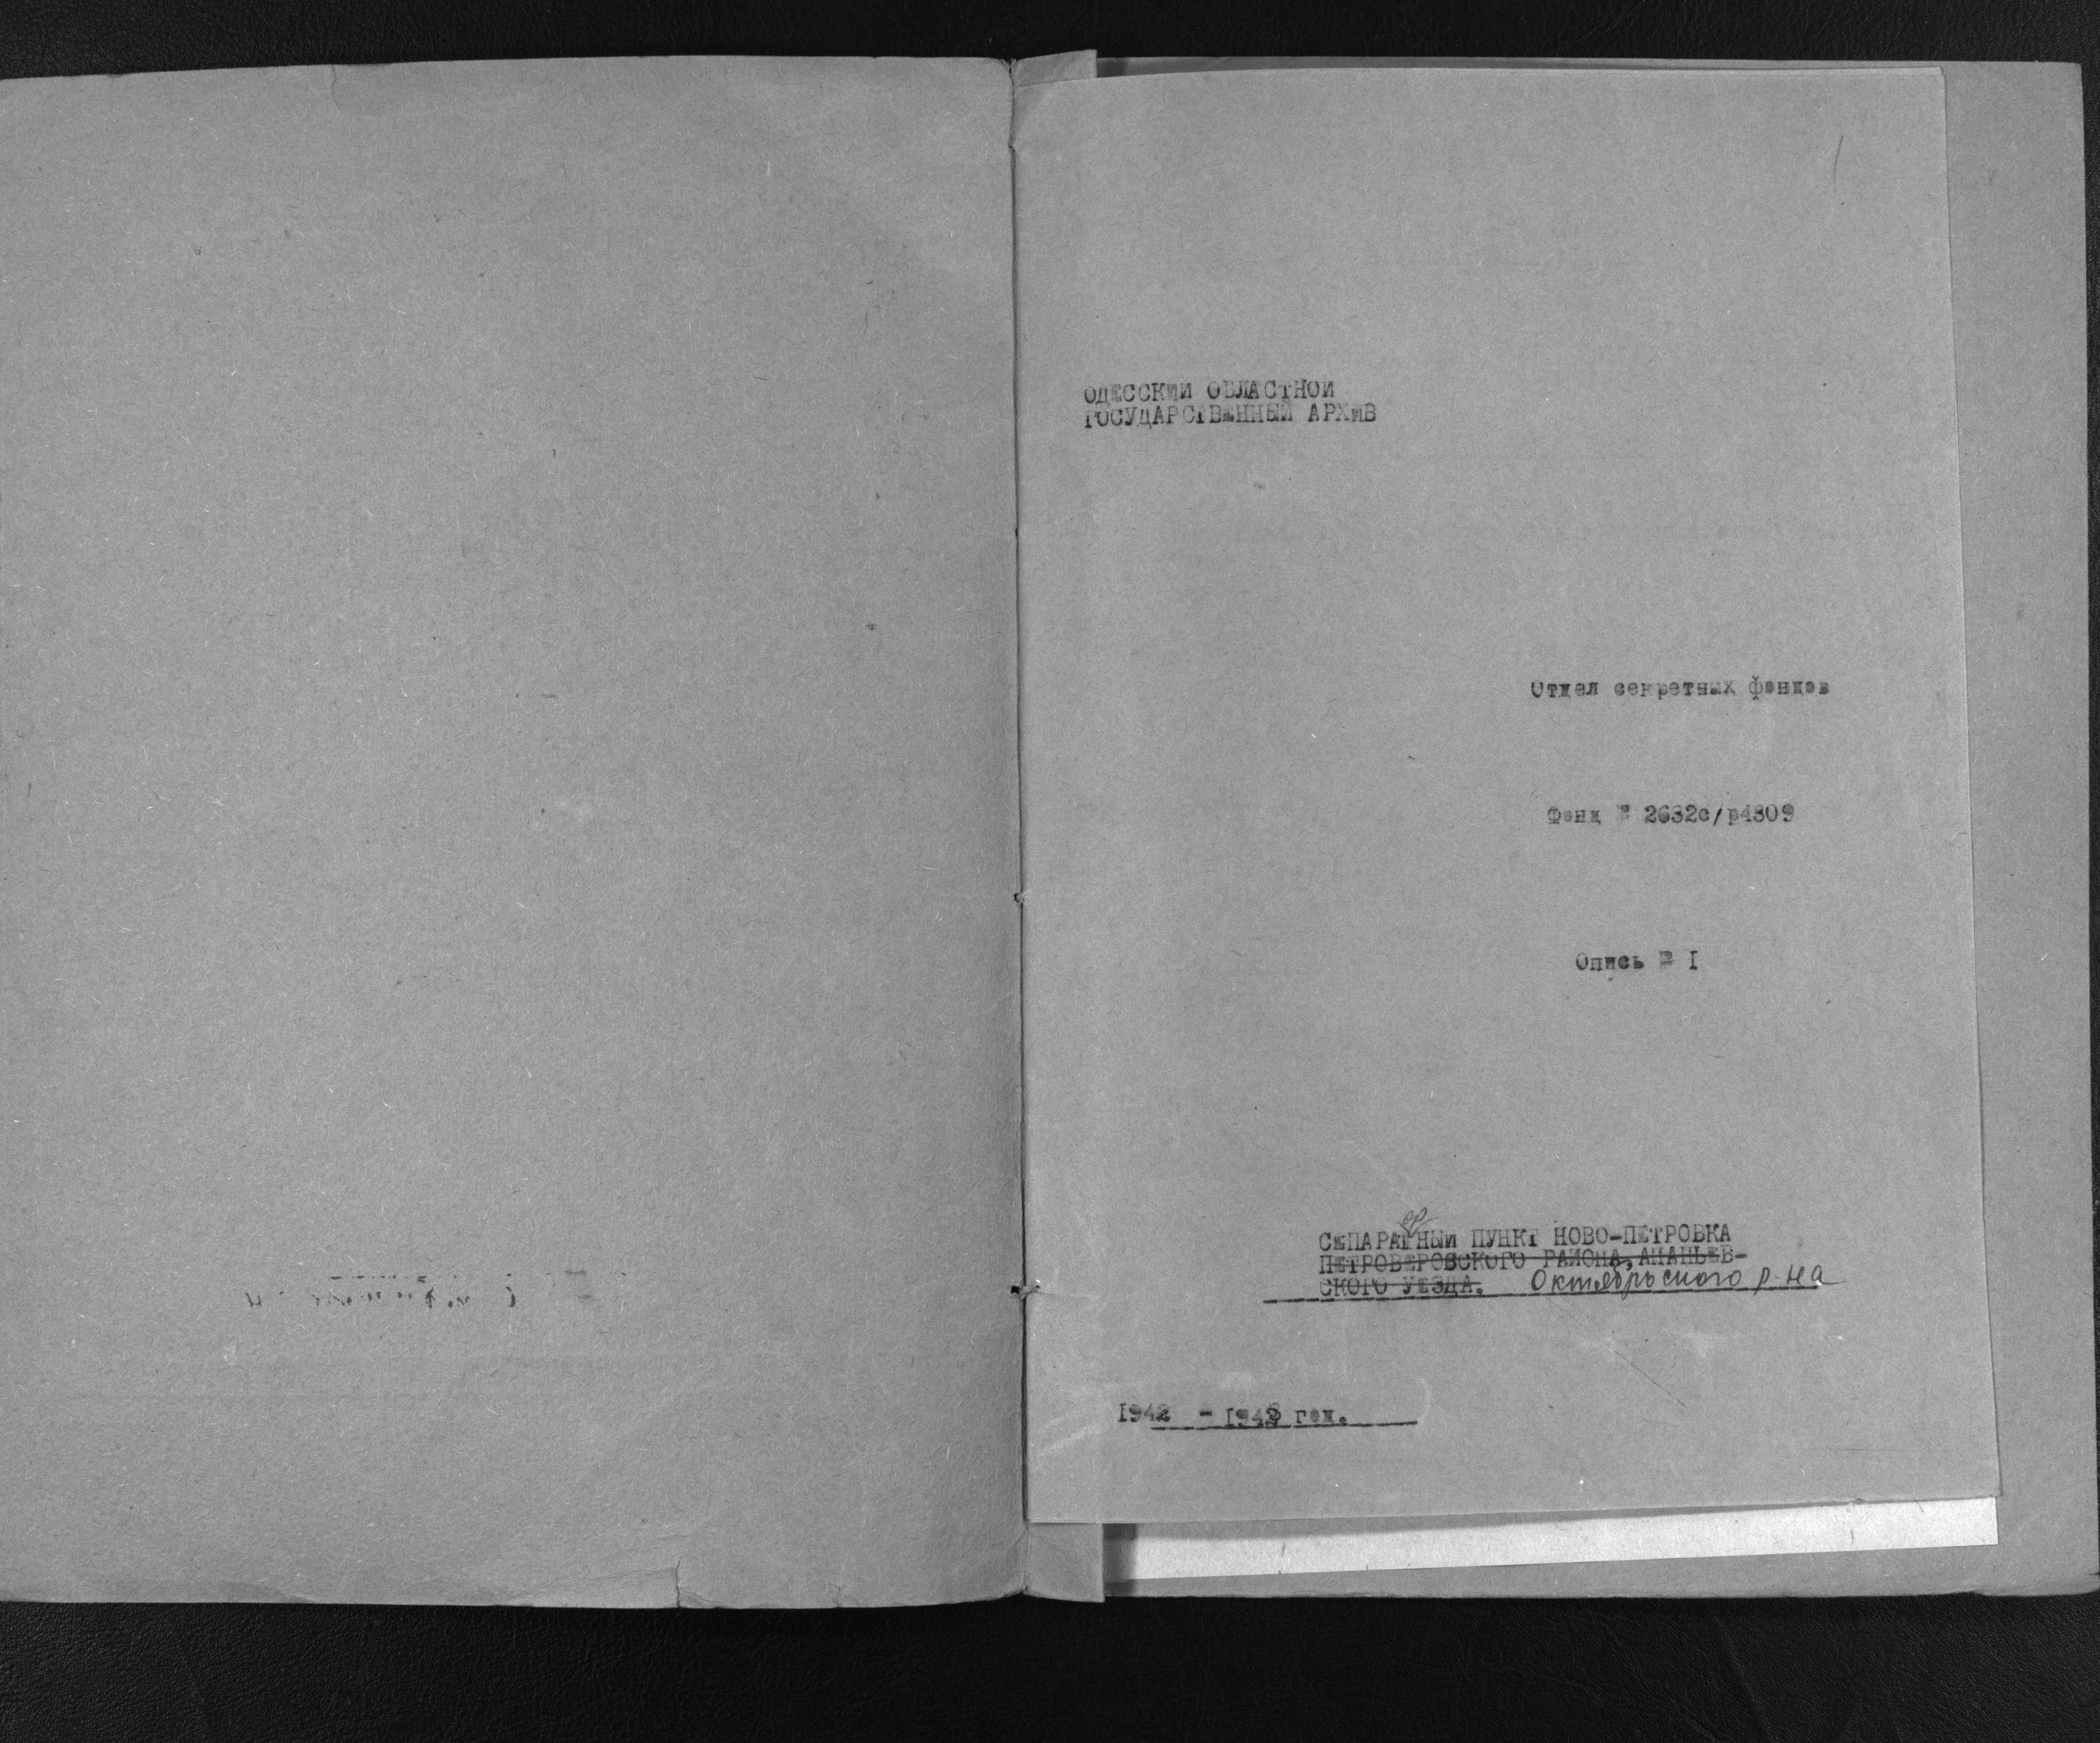 ОДЕССКИЙ ОБЛАСТНОЙ
ГОСУДАРСТВЕННЫЙ АРХИВ
Отдел секретных фондов
Фонд № 2632с/р4309
Опись № I
ор
СЕПАРАТНЫЙ ПУНКТ НОВО-ПЕТРОВКА
ПЕТРОВЕРОВСКОГО РАЙОНА, АНАНЬЕВ-
СКОГО УЕЗДА. Октябрьского р-на
1942 - 1943 год.